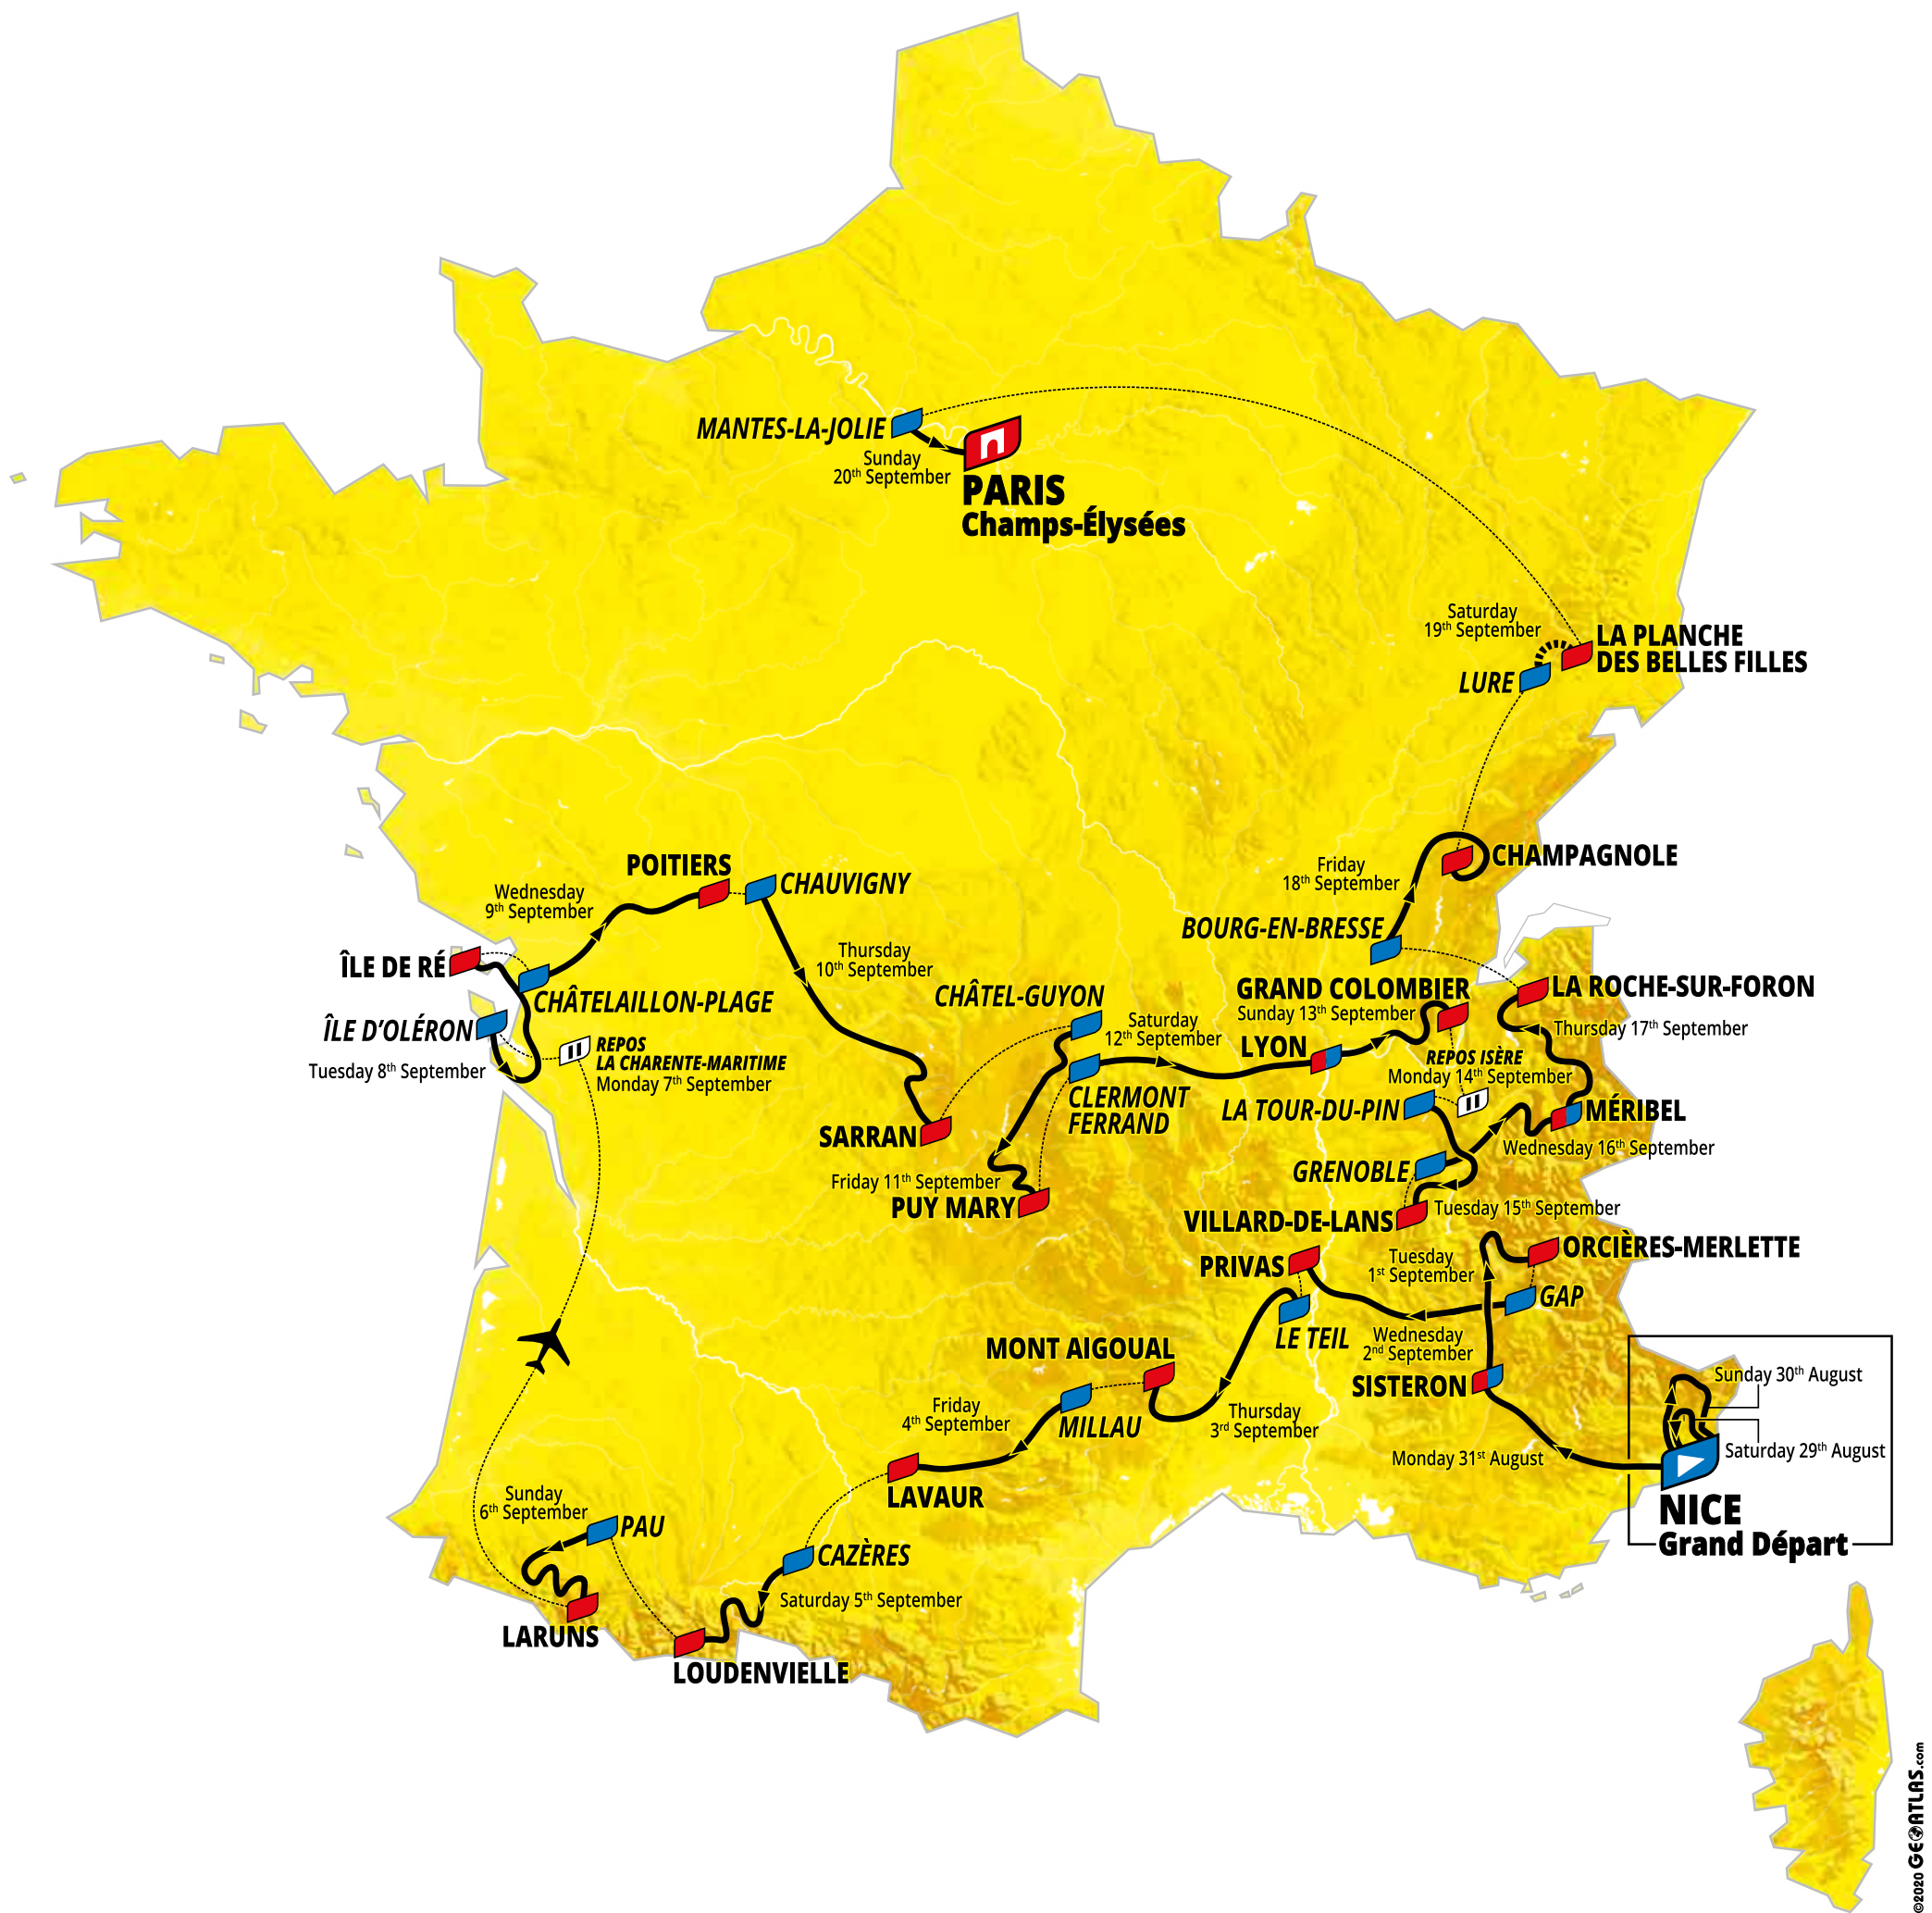 MANTES-LA-JOLIE
Sunday
20th September
PARIS
Champs-Élysées
Saturday
19th September
LA PLANCHE
DES BELLES FILLES
LURE
POITIERS
CHAUVIGNY
Wednesday
9th September
Friday
18th September
CHAMPAGNOLE
BOURG-EN-BRESSE
ÎLE DE RÉ
CHÂTELAILLON-PLAGE
Thursday
10th September
ÎLE D'OLÉRON
Tuesday 8th September
REPOS
LA CHARENTE-MARITIME
Monday 7th September
CHÂTEL-GUYON
Saturday
12th September
CLERMONT
FERRAND
GRAND COLOMBIER
Sunday 13th September
LYON
LA ROCHE-SUR-FORON
Thursday 17th September
REPOS ISÈRE
Monday 14th September
LA TOUR-DU-PIN
MÉRIBEL
Wednesday 16th September
SARRAN
Friday 11th September
PUY MARY
GRENOBLE
VILLARD-DE-LANS
Tuesday 15th September
PRIVAS
Tuesday
1st September
ORCIÈRES-MERLETTE
GAP
LE TEIL
Wednesday
2nd September
MONT AIGOUAL
SISTERON
MILLAU
Friday
4th September
Thursday
3rd September
Sunday 30th August
Saturday 29th August
Monday 31st August
NICE
Grand Départ
LAVAUR
Sunday
6th September
PAU
CAZÈRES
Saturday 5th September
LARUNS
LOUDENVIELLE
©2020 GEOATLAS.com